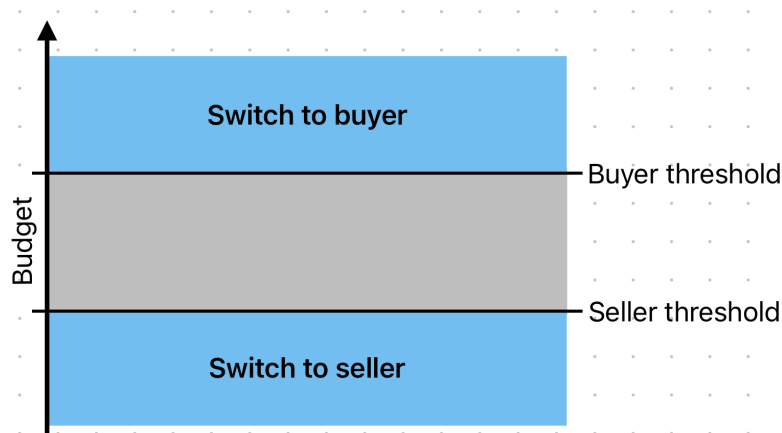 Switch to buyer
Buyer threshold
Budget
Seller threshold
Switch to seller